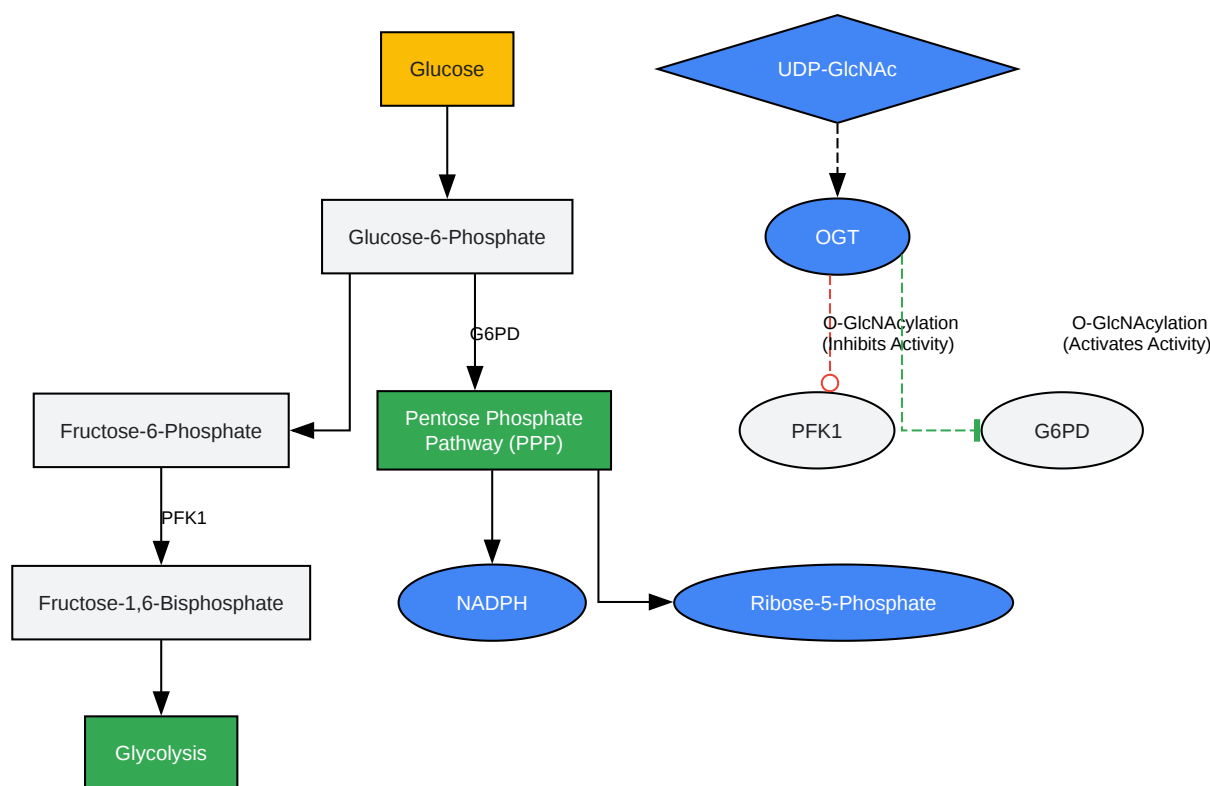 Glucose
UDP-GlcNAc
Glucose-6-Phosphate
OGT
G6PD
O-GlcNAcylation
(Inhibits Activity)
O-GlcNAcylation
(Activates Activity)
Fructose-6-Phosphate
Pentose Phosphate
Pathway (PPP)
PFK1
G6PD
PFK1
Fructose-1,6-Bisphosphate
NADPH
Ribose-5-Phosphate
Glycolysis